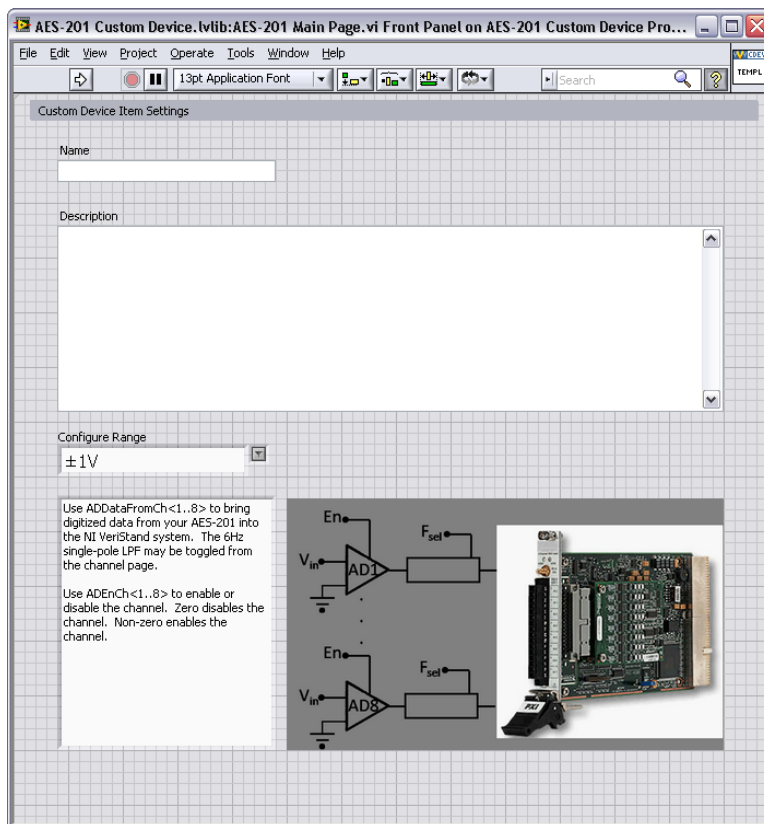 AES-201 Custom Device.lvlib:AES-201 Main Page.vi Front Panel on AES-201 Custom Device Pro...
File Edit View Project Operate Tools Window Help
13pt Application Font
Search
?
CDEV
TEMPL
Custom Device Item Settings
Name
Description
Configure Range
±1V
Use ADDataFromCh<1..8> to bring
digitized data from your AES-201 into
the NI VeriStand system. The 6Hz
single-pole LPF may be toggled from
the channel page.
Use ADEnCh<1..8> to enable or
disable the channel. Zero disables the
channel. Non-zero enables the
channel.
En
Fsel
Vin
AD1
En
Fsel
Vin
AD8
PXI